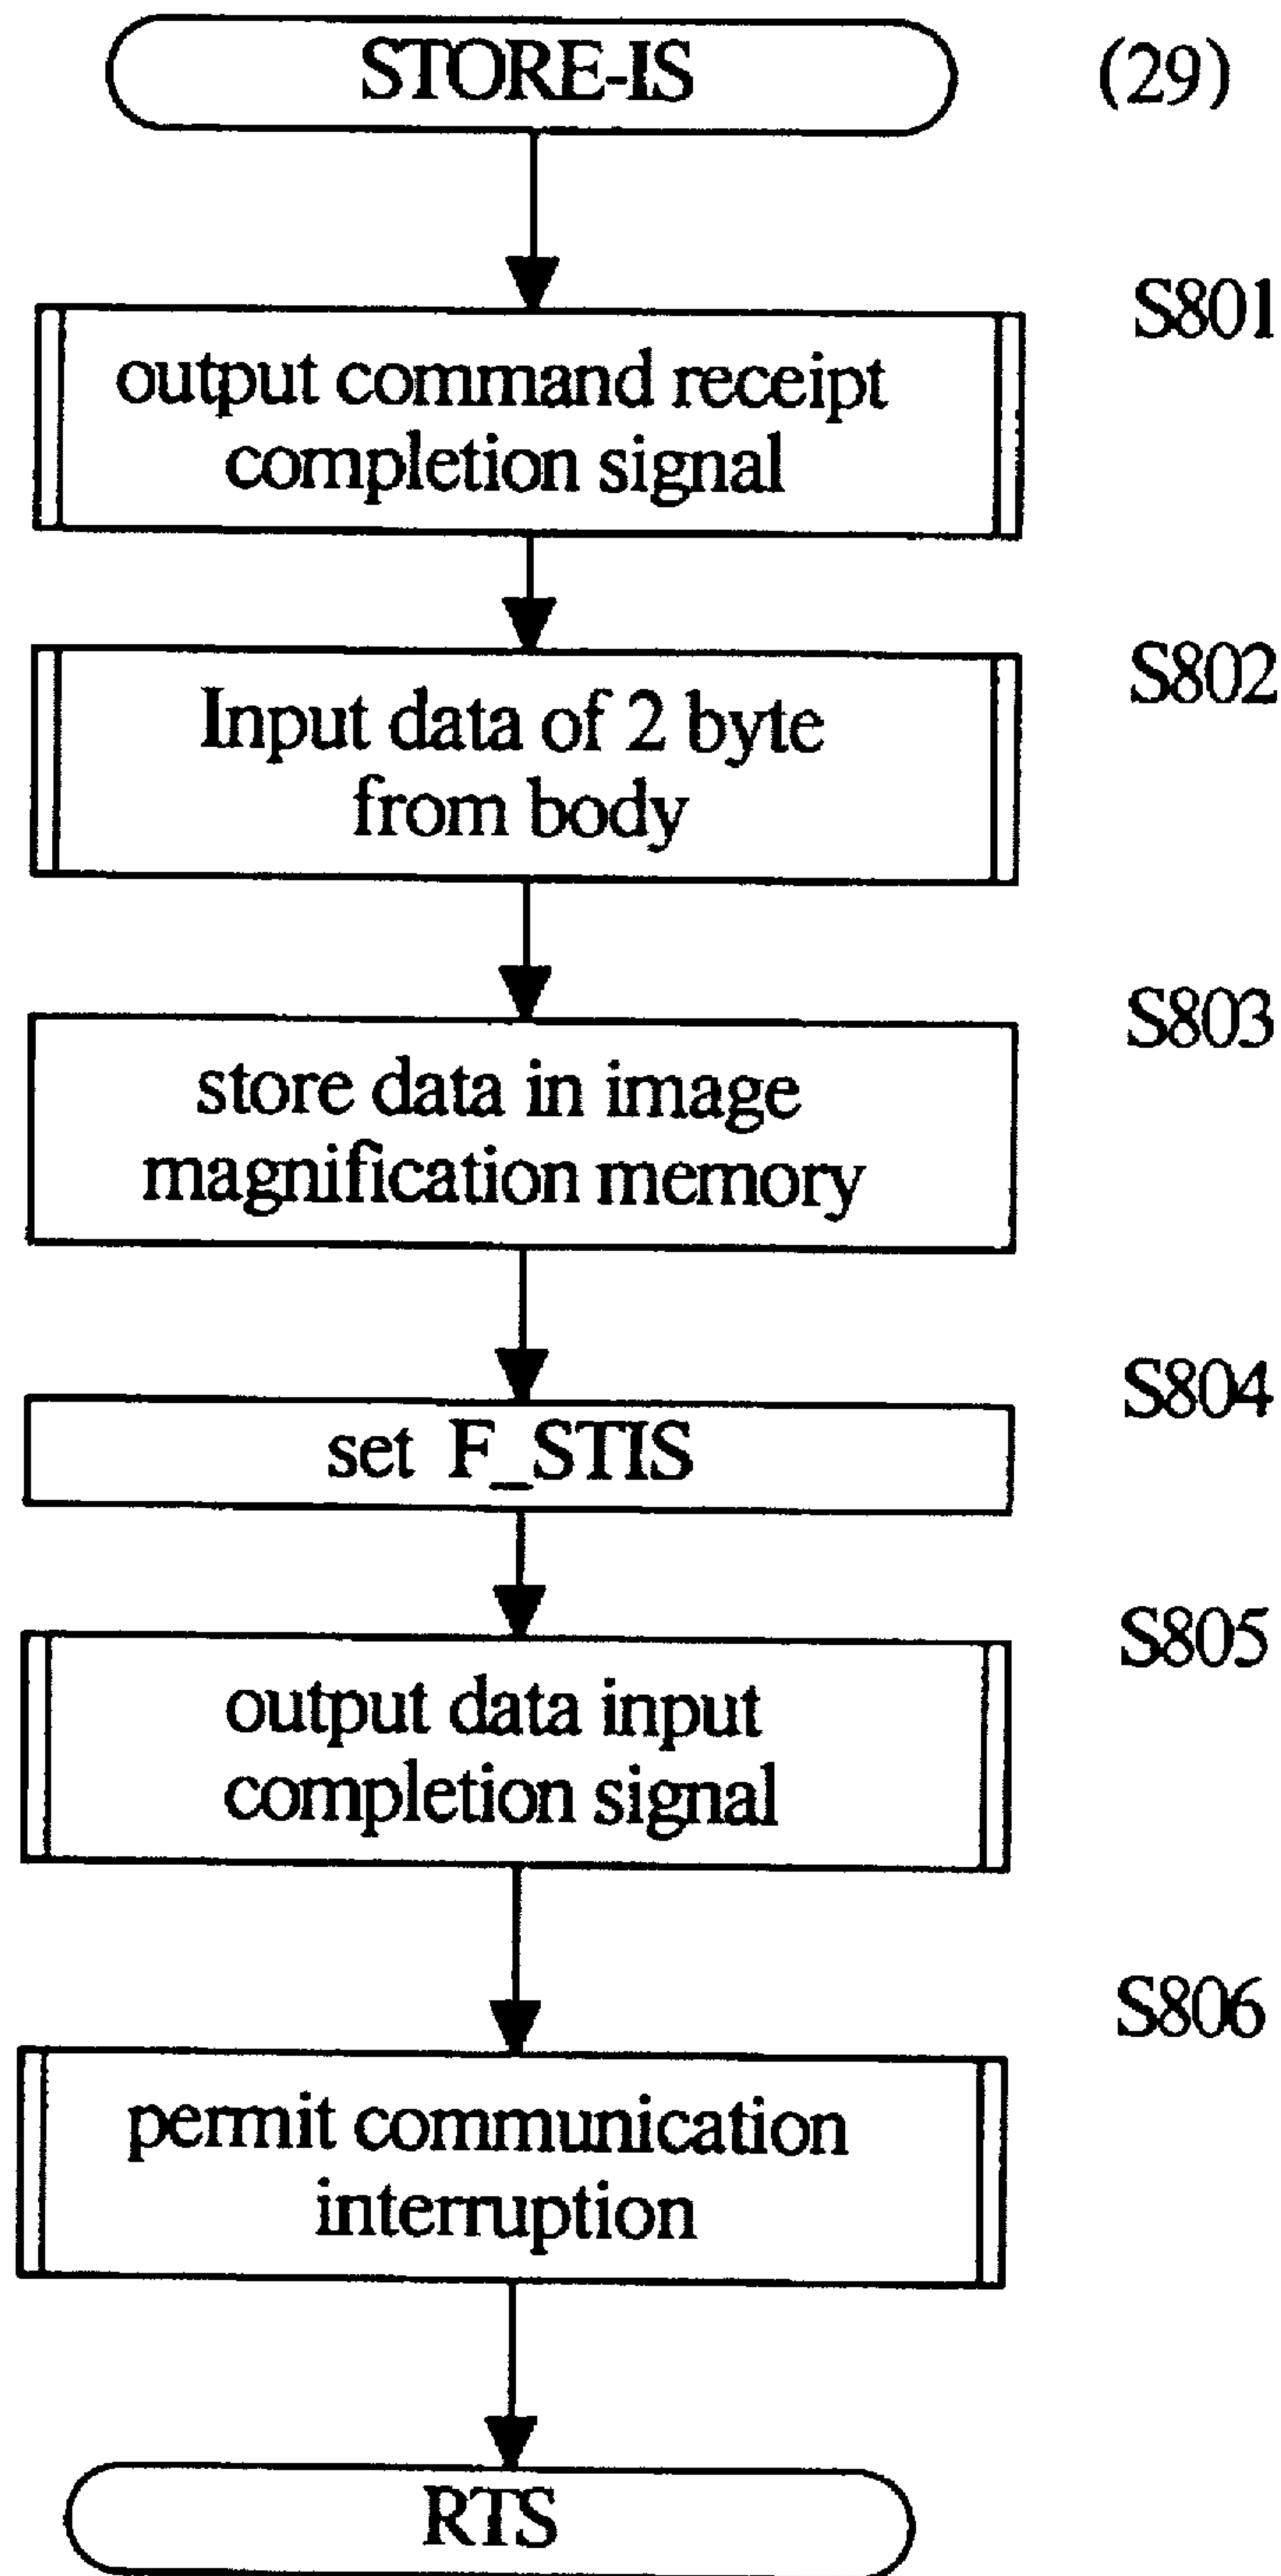 STORE-IS (29)
S801
output command receipt
completion signal
S802
Input data of 2 byte
from body
S803
store data in image
magnification memory
S804
set F_STIS
S805
output data input
completion signal
S806
permit communication
interruption
RTS